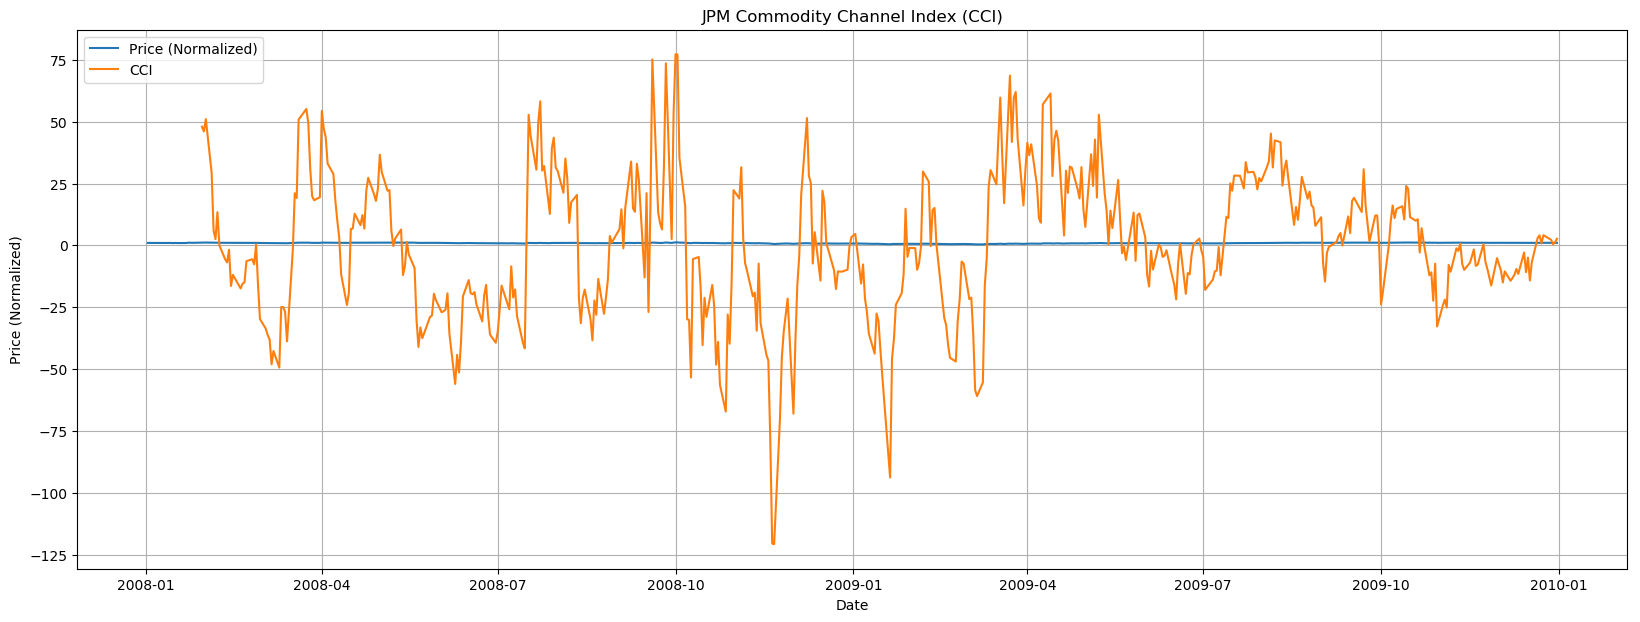 JPM Commodity Channel Index (CCI)
Price (Normalized)
CCI
75
50
25
0
−25
−50
−75
−100
−125
Price (Normalized)
2008-01 2008-04 2008-07 2008-10 2009-01 2009-04 2009-07 2009-10 2010-01
Date